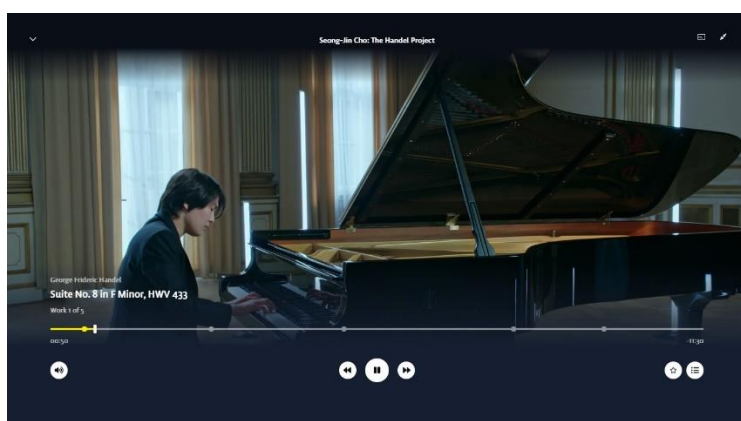 Seong-Jin Cho: The Handel Project
George Frideric Handel
Suite No. 8 in F Minor, HWV 433
Work 1 of 5
00:50
-11:30